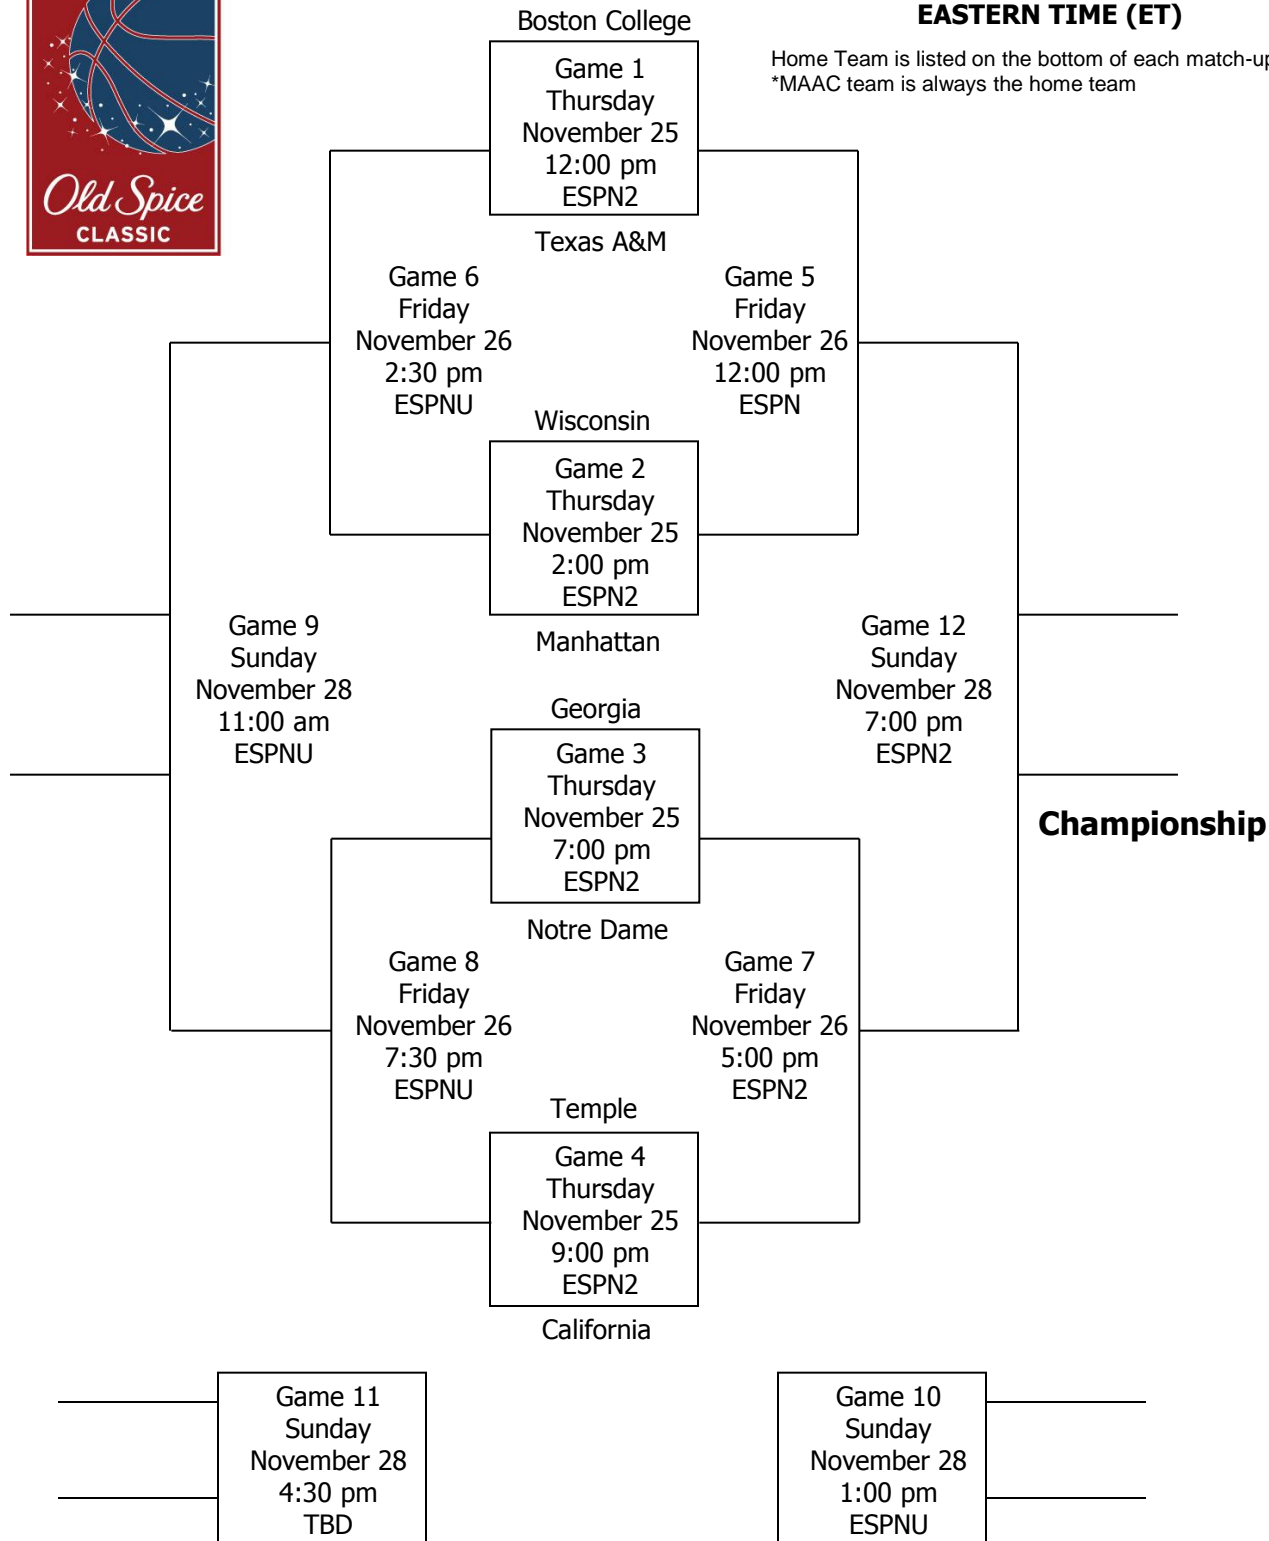 Old Spice
CLASSIC
EASTERN TIME (ET)
Home Team is listed on the bottom of each match-up
*MAAC team is always the home team
Boston College
Game 1
Thursday
November 25
12:00 pm
ESPN2
Texas A&M
Game 6
Friday
November 26
2:30 pm
ESPNU
Game 5
Friday
November 26
12:00 pm
ESPN
Wisconsin
Game 2
Thursday
November 25
2:00 pm
ESPN2
Manhattan
Game 9
Sunday
November 28
11:00 am
ESPNU
Game 12
Sunday
November 28
7:00 pm
ESPN2
Championship
Georgia
Game 3
Thursday
November 25
7:00 pm
ESPN2
Notre Dame
Game 8
Friday
November 26
7:30 pm
ESPNU
Game 7
Friday
November 26
5:00 pm
ESPN2
Temple
Game 4
Thursday
November 25
9:00 pm
ESPN2
California
Game 11
Sunday
November 28
4:30 pm
TBD
Game 10
Sunday
November 28
1:00 pm
ESPNU